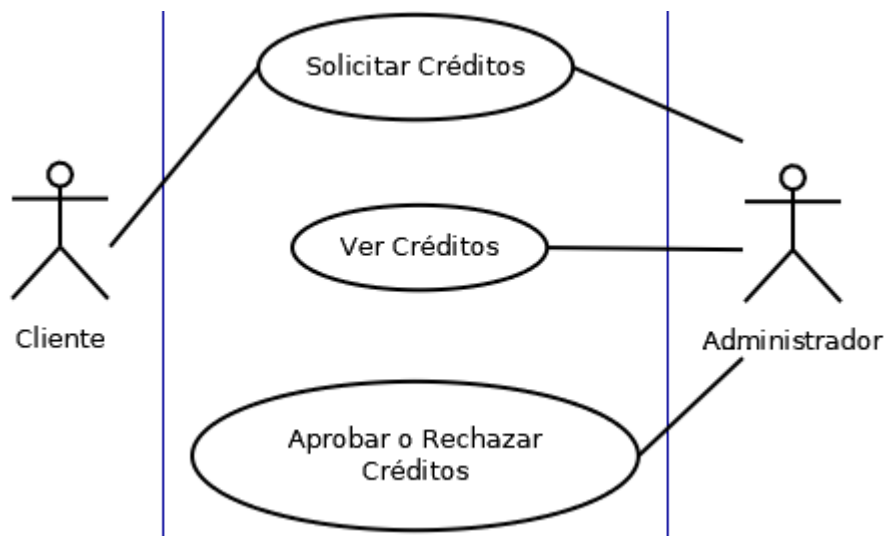 Solicitar Créditos
Ver Créditos
Cliente
Administrador
Aprobar o Rechazar
Créditos